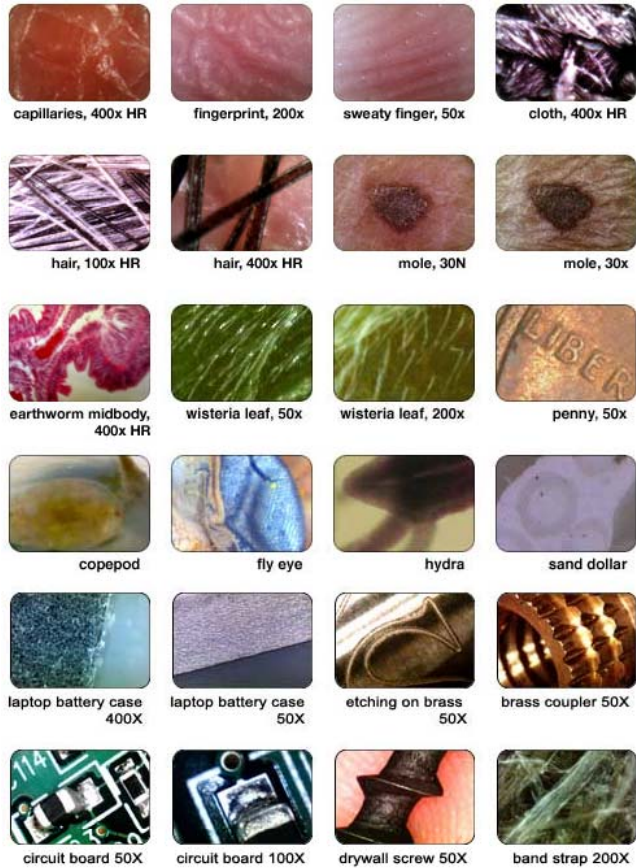 capillaries, 400x HR
fingerprint, 200x
sweaty finger, 50x
cloth, 400x HR
hair, 100x HR
hair, 400x HR
mole, 30N
mole, 30x
LIBER
earthworm midbody,
400x HR
wisteria leaf, 50x
wisteria leaf, 200x
penny, 50x
copepod
fly eye
hydra
sand dollar
laptop battery case
400X
laptop battery case
50X
etching on brass
50X
brass coupler 50X
C114
circuit board 50X
circuit board 100X
drywall screw 50X
band strap 200X